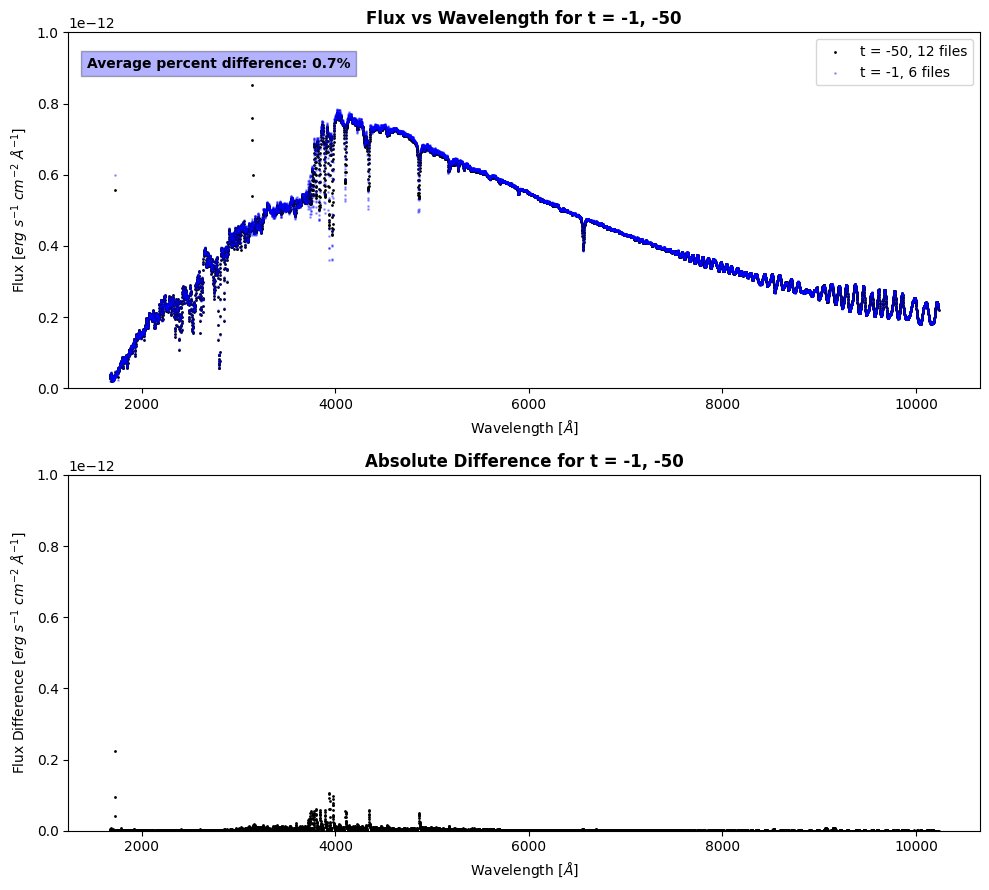 Flux vs Wavelength for t = -1, -50
1e−12
1.0
0.8
0.6
0.4
0.2
0.0
Flux [erg s⁻¹ cm⁻² Å⁻¹]
Average percent difference: 0.7%
t = -50, 12 files
t = -1, 6 files
2000 4000 6000 8000 10000
Wavelength [Å]
Absolute Difference for t = -1, -50
1e−12
1.0
0.8
0.6
0.4
0.2
0.0
Flux Difference [erg s⁻¹ cm⁻² Å⁻¹]
2000 4000 6000 8000 10000
Wavelength [Å]